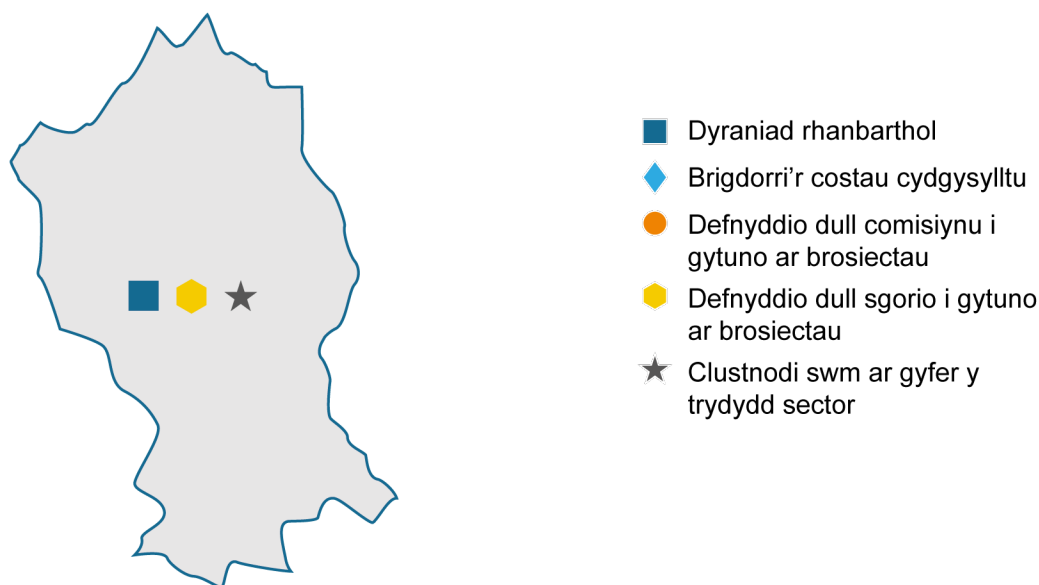 Dyraniad rhanbarthol
Brigdorri’r costau cydgysylltu
Defnyddio dull comisiynu i
gytuno ar brosiectau
Defnyddio dull sgorio i gytuno
ar brosiectau
Clustnodi swm ar gyfer y
trydydd sector